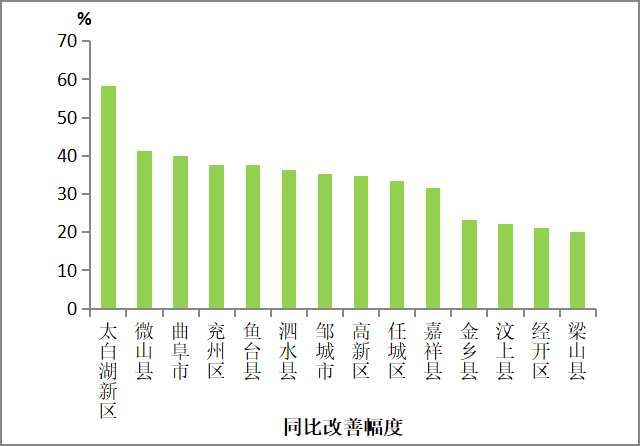 %
70
60
50
40
30
20
10
0
太白湖新区
微山县
曲阜市
兖州区
鱼台县
泗水县
邹城市
高新区
任城区
嘉祥县
金乡县
汶上县
经开区
梁山县
同比改善幅度